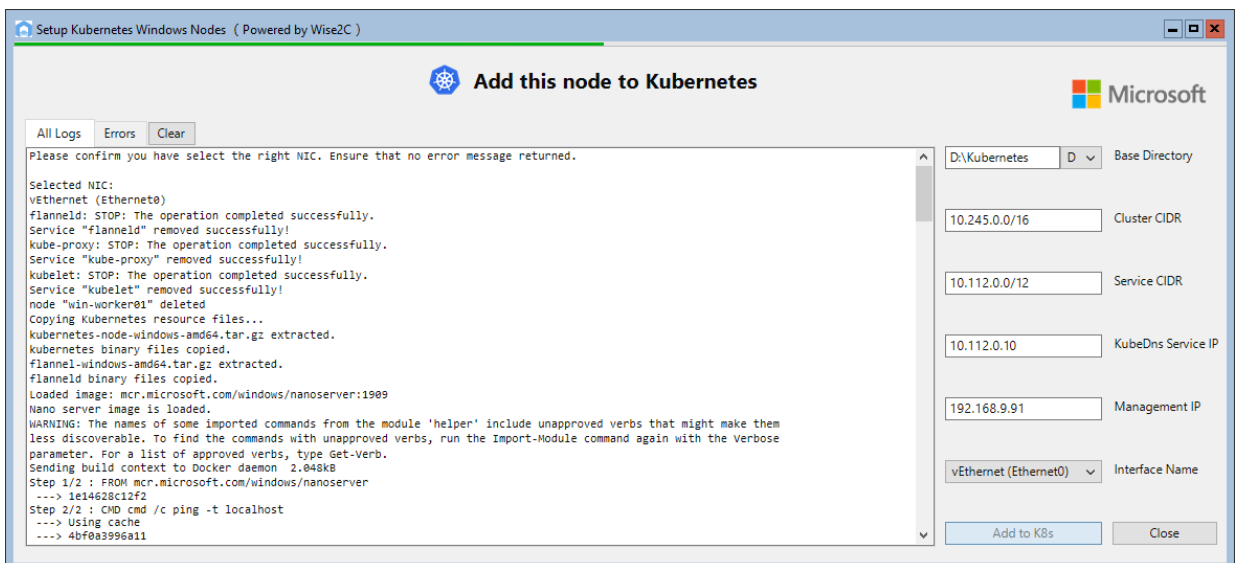 Setup Kubernetes Windows Nodes ( Powered by Wise2C )
Add this node to Kubernetes
Microsoft
All Logs Errors Clear
Please confirm you have select the right NIC. Ensure that no error message returned.
Selected NIC:
vEthernet (Ethernet0)
flanneld: STOP: The operation completed successfully.
Service "flanneld" removed successfully!
kube-proxy: STOP: The operation completed successfully.
Service "kube-proxy" removed successfully!
kubelet: STOP: The operation completed successfully.
Service "kubelet" removed successfully!
node "win-worker01" deleted
Copying Kubernetes resource files...
kubernetes-node-windows-amd64.tar.gz extracted.
kubernetes binary files copied.
flannel-windows-amd64.tar.gz extracted.
flanneld binary files copied.
Loaded image: mcr.microsoft.com/windows/nanoserver:1909
Nano server image is loaded.
WARNING: The names of some imported commands from the module 'helper' include unapproved verbs that might make them
less discoverable. To find the commands with unapproved verbs, run the Import-Module command again with the Verbose
parameter. For a list of approved verbs, type Get-Verb.
Sending build context to Docker daemon  2.048kB
Step 1/2 : FROM mcr.microsoft.com/windows/nanoserver
---> 1e14628c12f2
Step 2/2 : CMD cmd /c ping -t localhost
---> Using cache
---> 4bf0a3996a11
D:\Kubernetes D Base Directory
10.245.0.0/16 Cluster CIDR
10.112.0.0/12 Service CIDR
10.112.0.10 KubeDns Service IP
192.168.9.91 Management IP
vEthernet (Ethernet0) Interface Name
Add to K8s Close